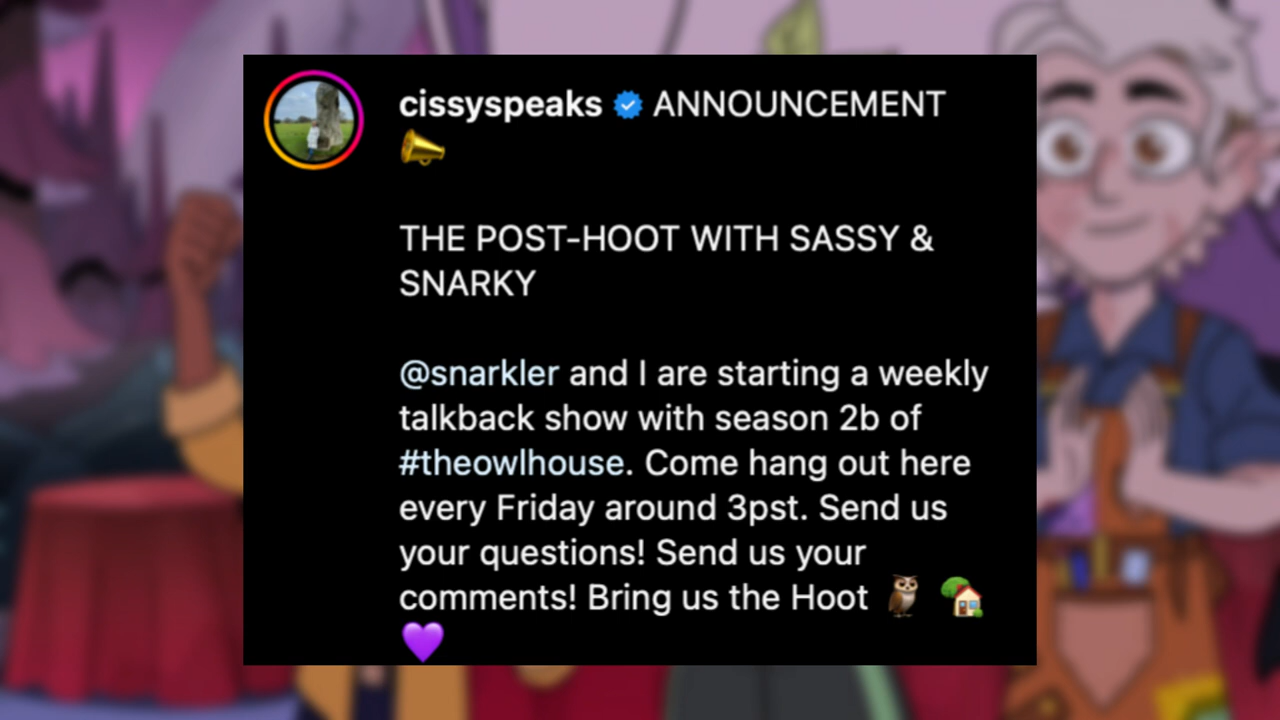 cissyspeaks ANNOUNCEMENT
📣
THE POST-HOOT WITH SASSY &
SNARKY
@snarkler and I are starting a weekly
talkback show with season 2b of
#theowlhouse. Come hang out here
every Friday around 3pst. Send us
your questions! Send us your
comments! Bring us the Hoot 🦉 🏡
💜